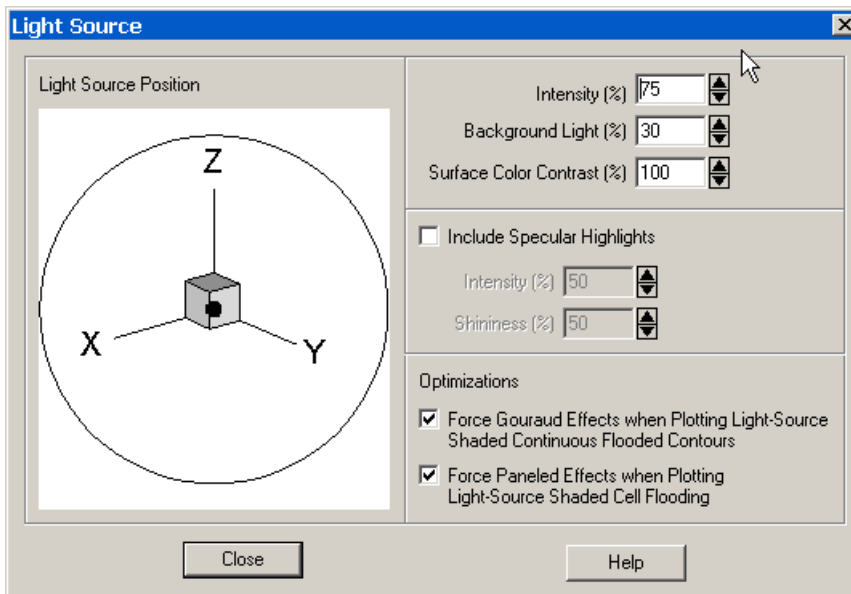 Light Source
Light Source Position
Z
X
Y
Intensity (%) 75
Background Light (%) 30
Surface Color Contrast (%) 100
Include Specular Highlights
Intensity (%) 50
Shininess (%) 50
Optimizations
Force Gouraud Effects when Plotting Light-Source
Shaded Continuous Flooded Contours
Force Paneled Effects when Plotting
Light-Source Shaded Cell Flooding
Close
Help